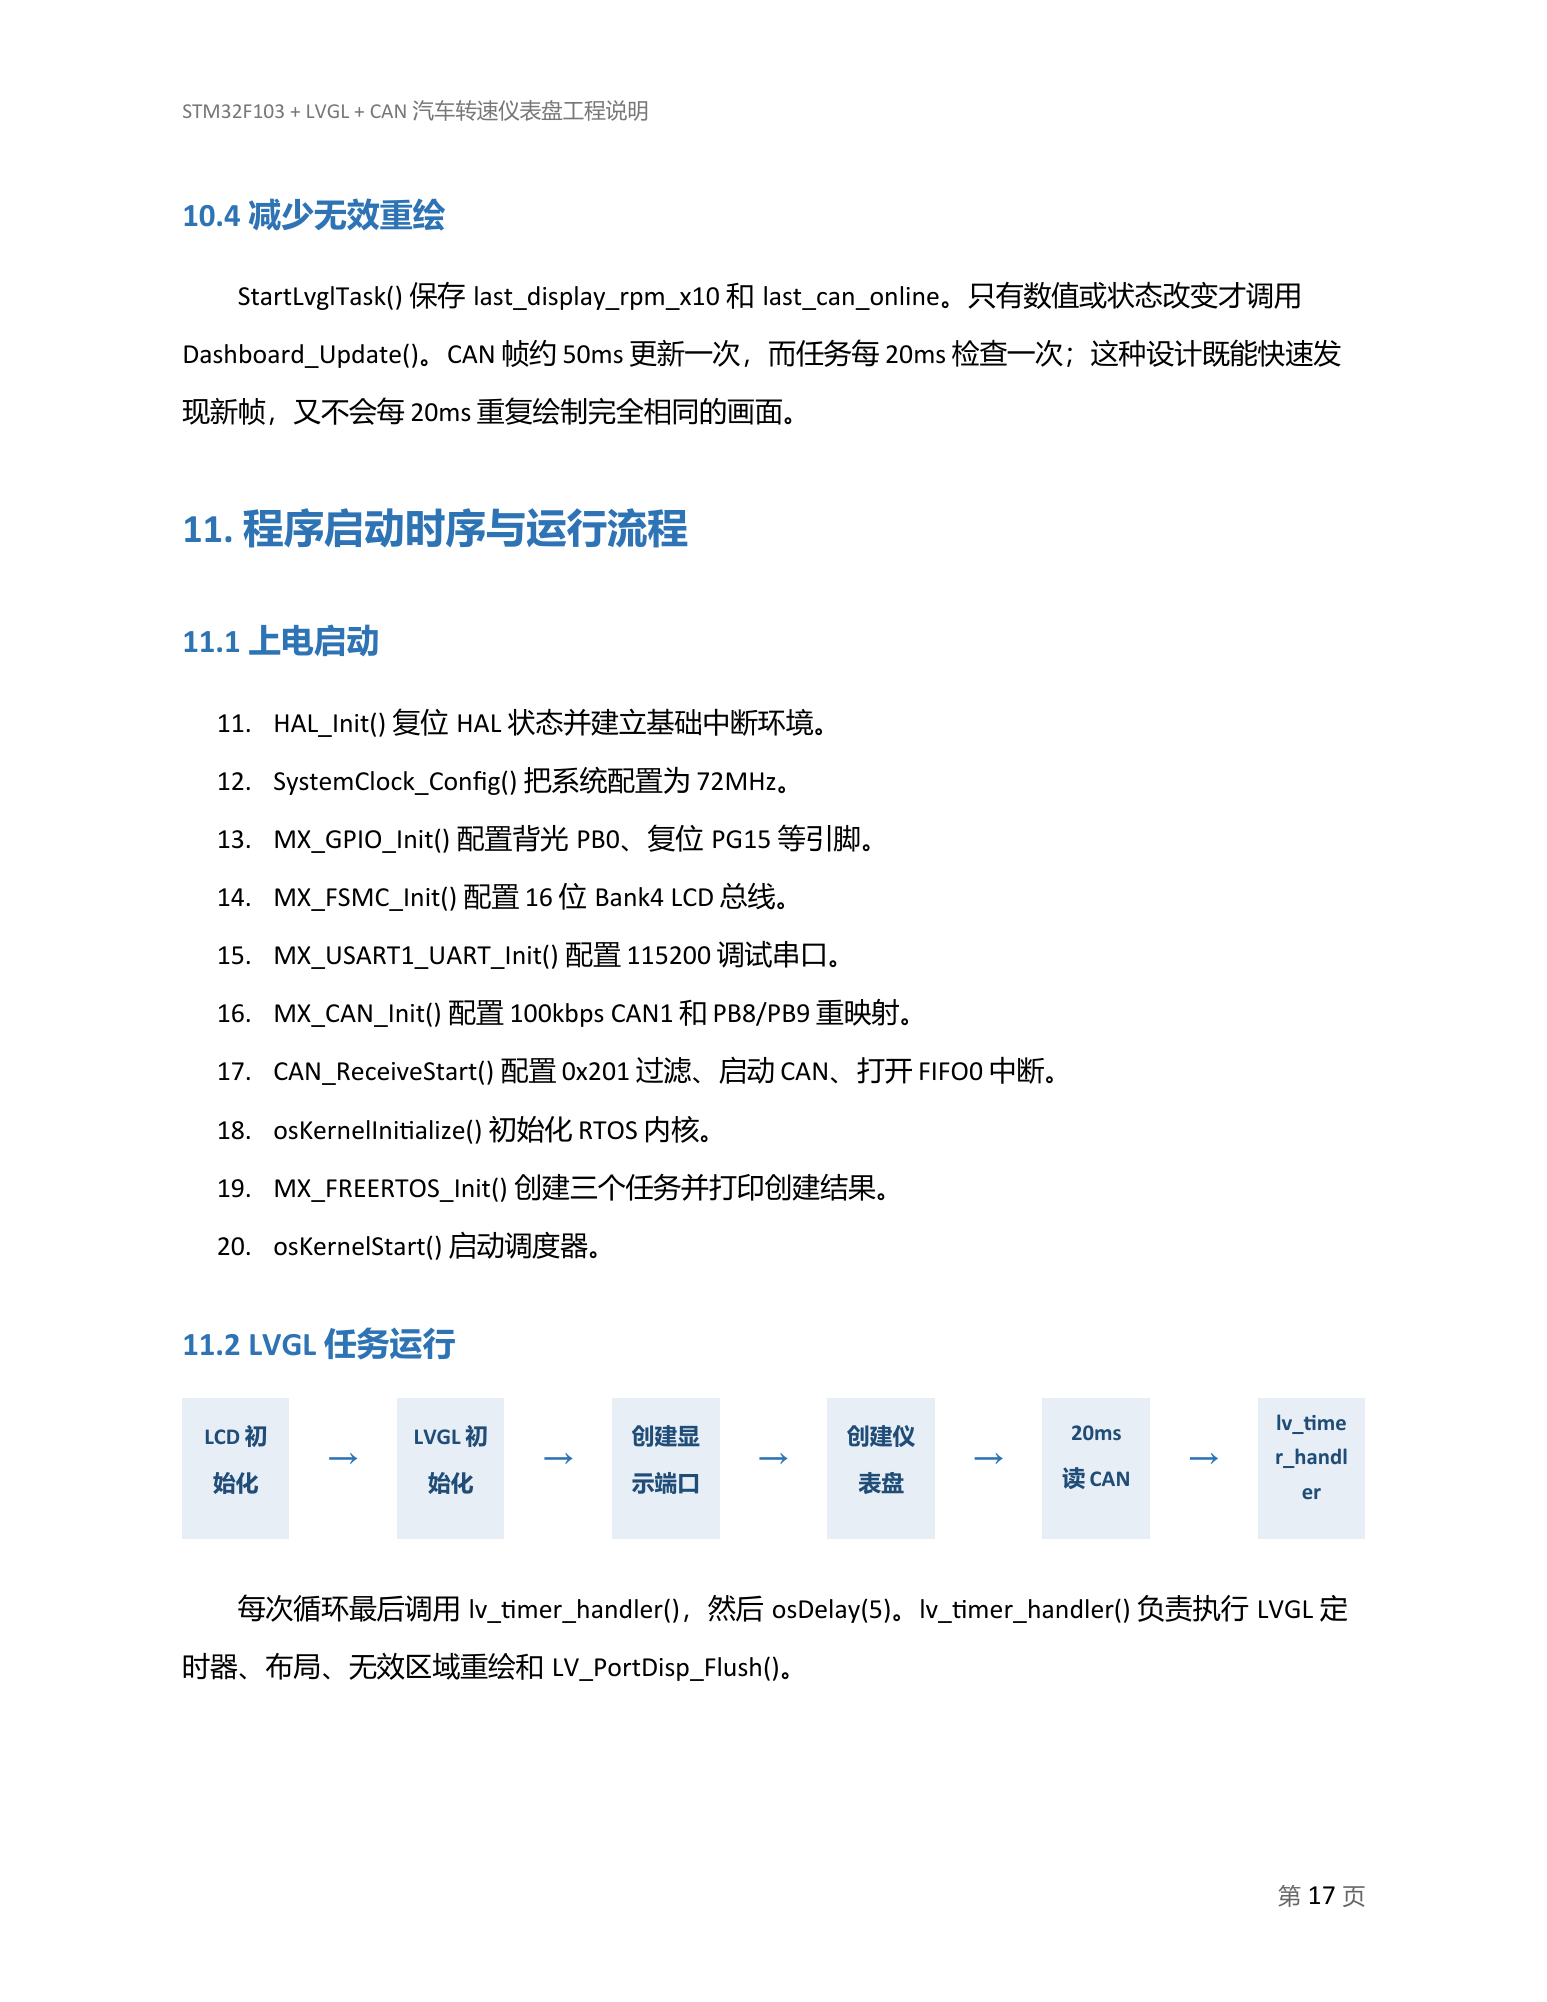 STM32F103 + LVGL + CAN 汽车转速仪表盘工程说明
10.4 减少无效重绘
StartLvglTask() 保存 last_display_rpm_x10 和 last_can_online。只有数值或状态改变才调用
Dashboard_Update()。CAN 帧约 50ms 更新一次，而任务每 20ms 检查一次；这种设计既能快速发
现新帧，又不会每 20ms 重复绘制完全相同的画面。
11. 程序启动时序与运行流程
11.1 上电启动
11. HAL_Init() 复位 HAL 状态并建立基础中断环境。
12. SystemClock_Config() 把系统配置为 72MHz。
13. MX_GPIO_Init() 配置背光 PB0、复位 PG15 等引脚。
14. MX_FSMC_Init() 配置 16 位 Bank4 LCD 总线。
15. MX_USART1_UART_Init() 配置 115200 调试串口。
16. MX_CAN_Init() 配置 100kbps CAN1 和 PB8/PB9 重映射。
17. CAN_ReceiveStart() 配置 0x201 过滤、启动 CAN、打开 FIFO0 中断。
18. osKernelInitialize() 初始化 RTOS 内核。
19. MX_FREERTOS_Init() 创建三个任务并打印创建结果。
20. osKernelStart() 启动调度器。
11.2 LVGL 任务运行
LCD 初
始化
→
LVGL 初
始化
→
创建显
示端口
→
创建仪
表盘
→
20ms
读 CAN
→
lv_time
r_handl
er
每次循环最后调用 lv_timer_handler()，然后 osDelay(5)。lv_timer_handler() 负责执行 LVGL 定
时器、布局、无效区域重绘和 LV_PortDisp_Flush()。
第 17 页